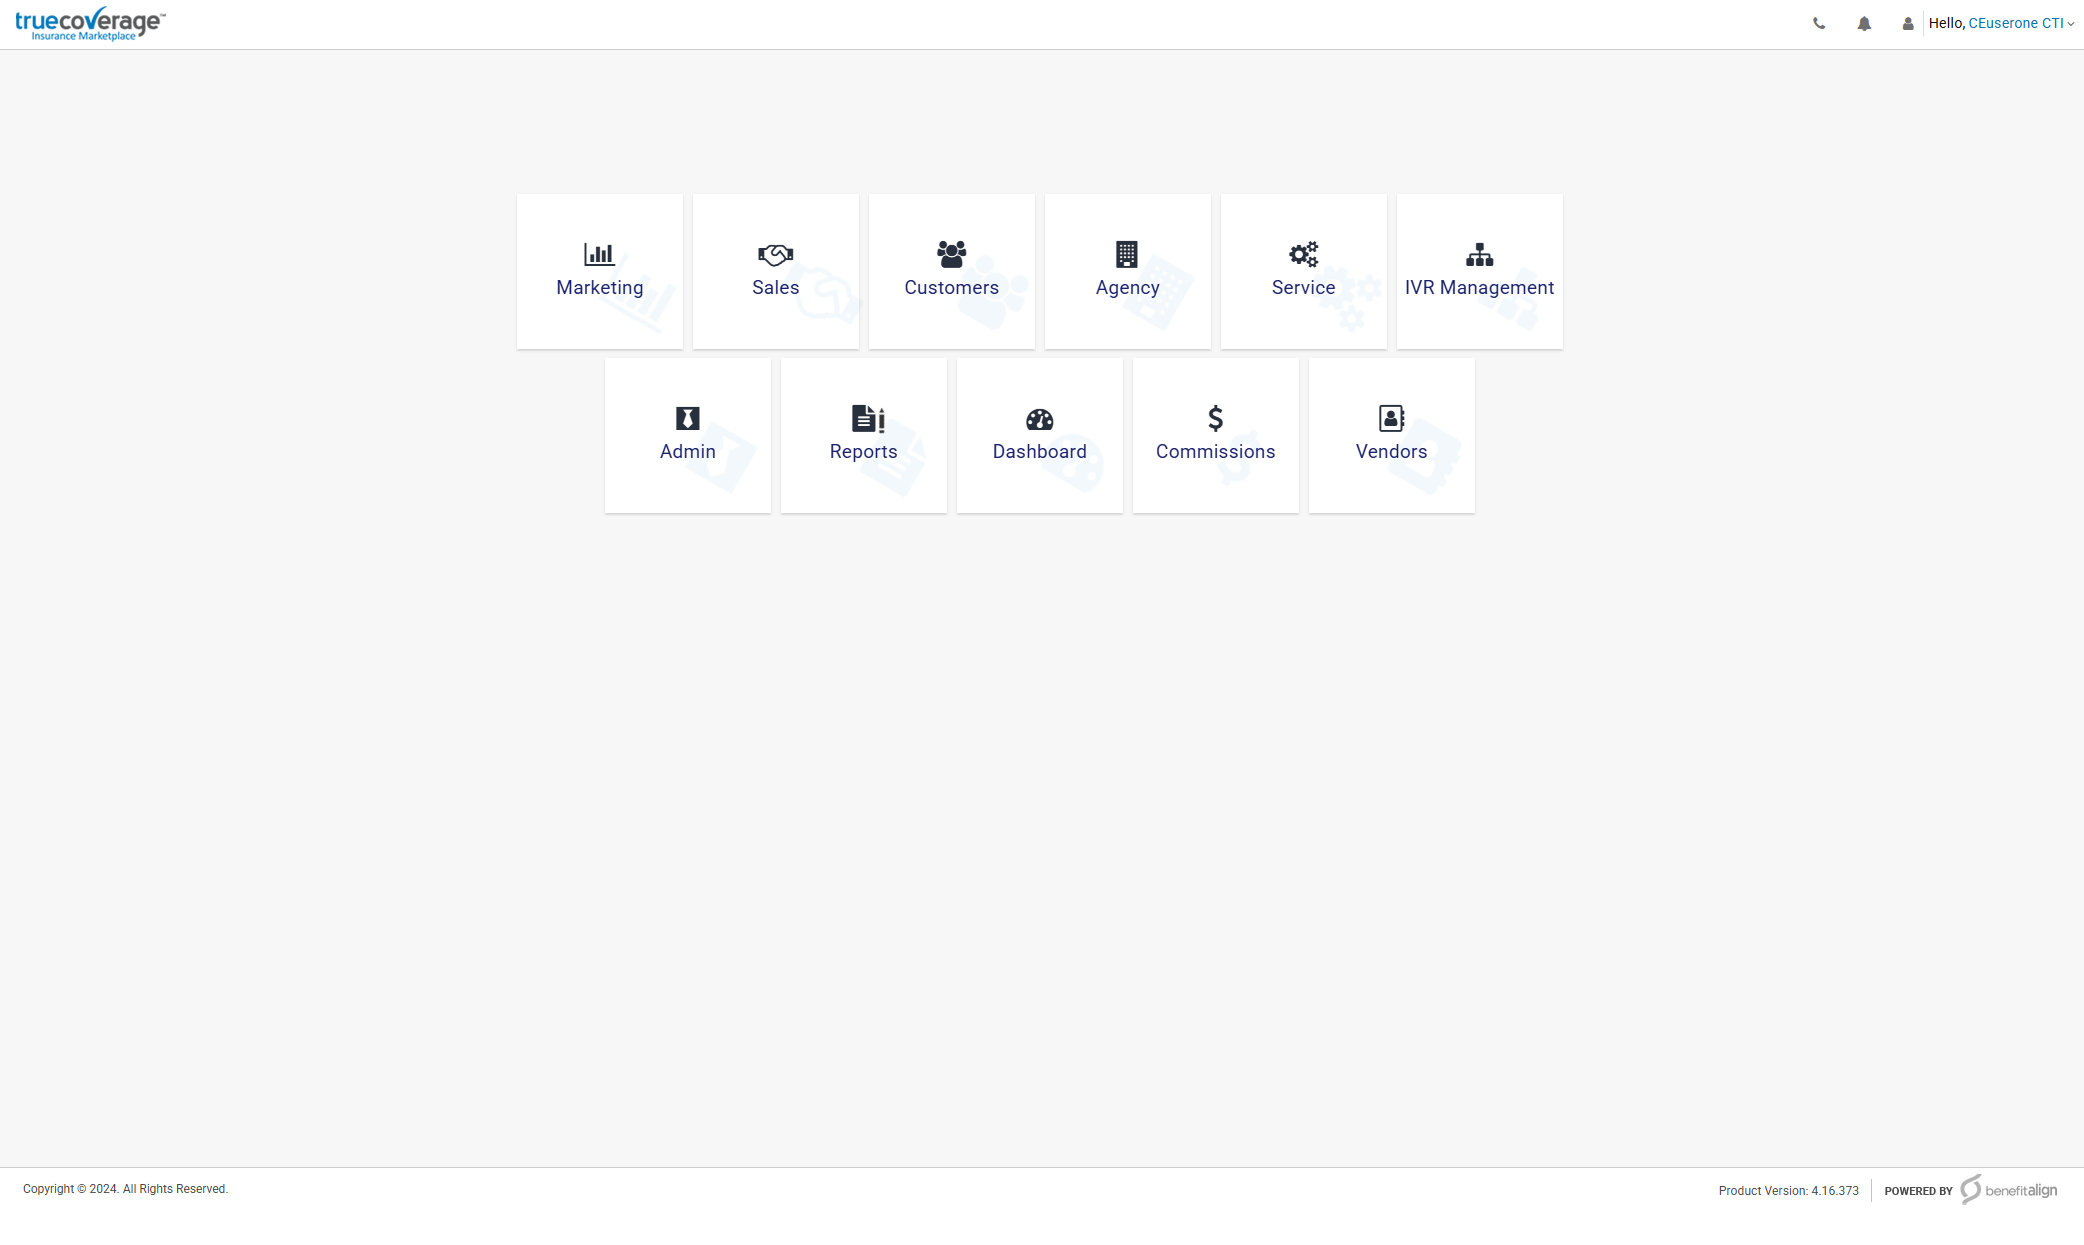 truecoverage™
Insurance Marketplace
Hello, CEuserone CTI
Marketing
Sales
Customers
Agency
Service
IVR Management
Admin
Reports
Dashboard
Commissions
Vendors
Copyright © 2024. All Rights Reserved.
Product Version: 4.16.373
POWERED BY benefitalign